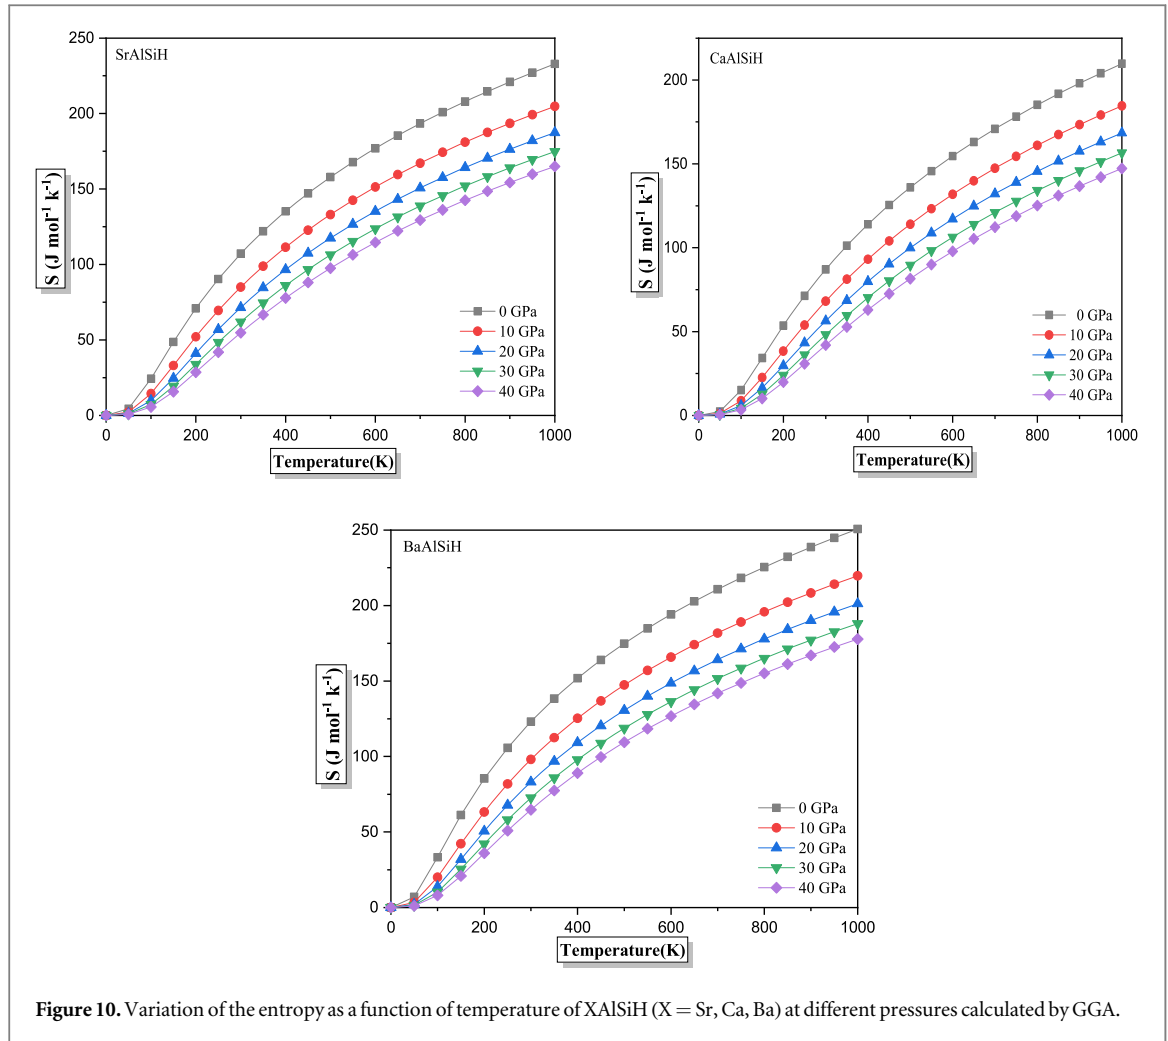 SrAlSiH
250
200
150
100
50
0
S (J mol⁻¹ k⁻¹)
0 GPa
10 GPa
20 GPa
30 GPa
40 GPa
0 200 400 600 800 1000
Temperature(K)
CaAlSiH
200
150
100
50
0
S (J mol⁻¹ k⁻¹)
0 GPa
10 GPa
20 GPa
30 GPa
40 GPa
0 200 400 600 800 1000
Temperature(K)
BaAlSiH
250
200
150
100
50
0
S (J mol⁻¹ k⁻¹)
0 GPa
10 GPa
20 GPa
30 GPa
40 GPa
0 200 400 600 800 1000
Temperature(K)
Figure 10. Variation of the entropy as a function of temperature of XAlSiH (X = Sr, Ca, Ba) at different pressures calculated by GGA.